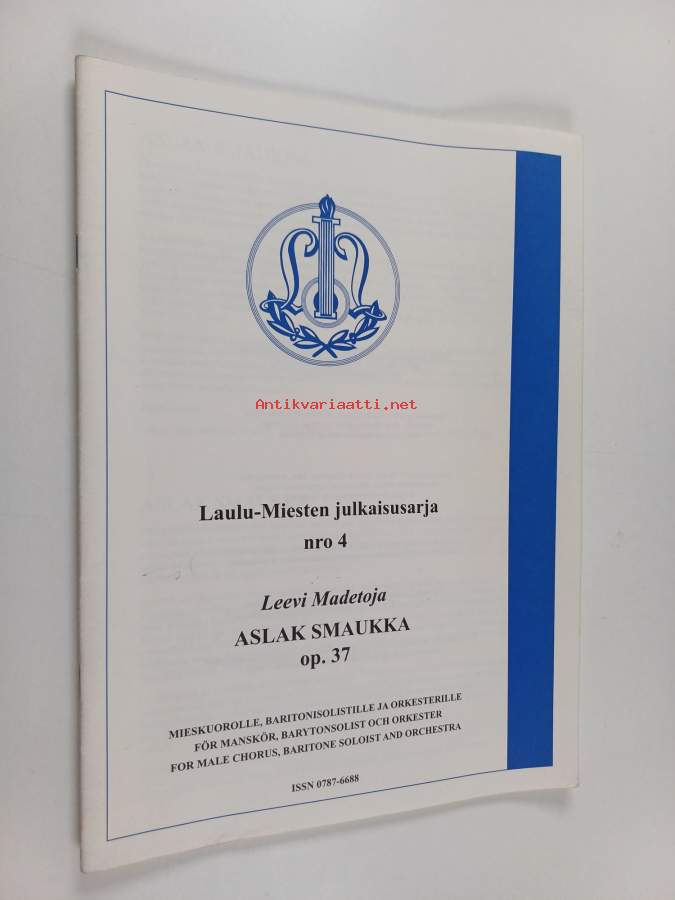 Antikvariaatti.net
Laulu-Miesten julkaisusarja
nro 4
Leevi Madetoja
ASLAK SMAUKKA
op. 37
MIESKUOROLLE, BARITONISOLISTILLE JA ORKESTERILLE
FÖR MANSKÖR, BARYTONSOLIST OCH ORKESTER
FOR MALE CHORUS, BARITONE SOLOIST AND ORCHESTRA
ISSN 0787-6688